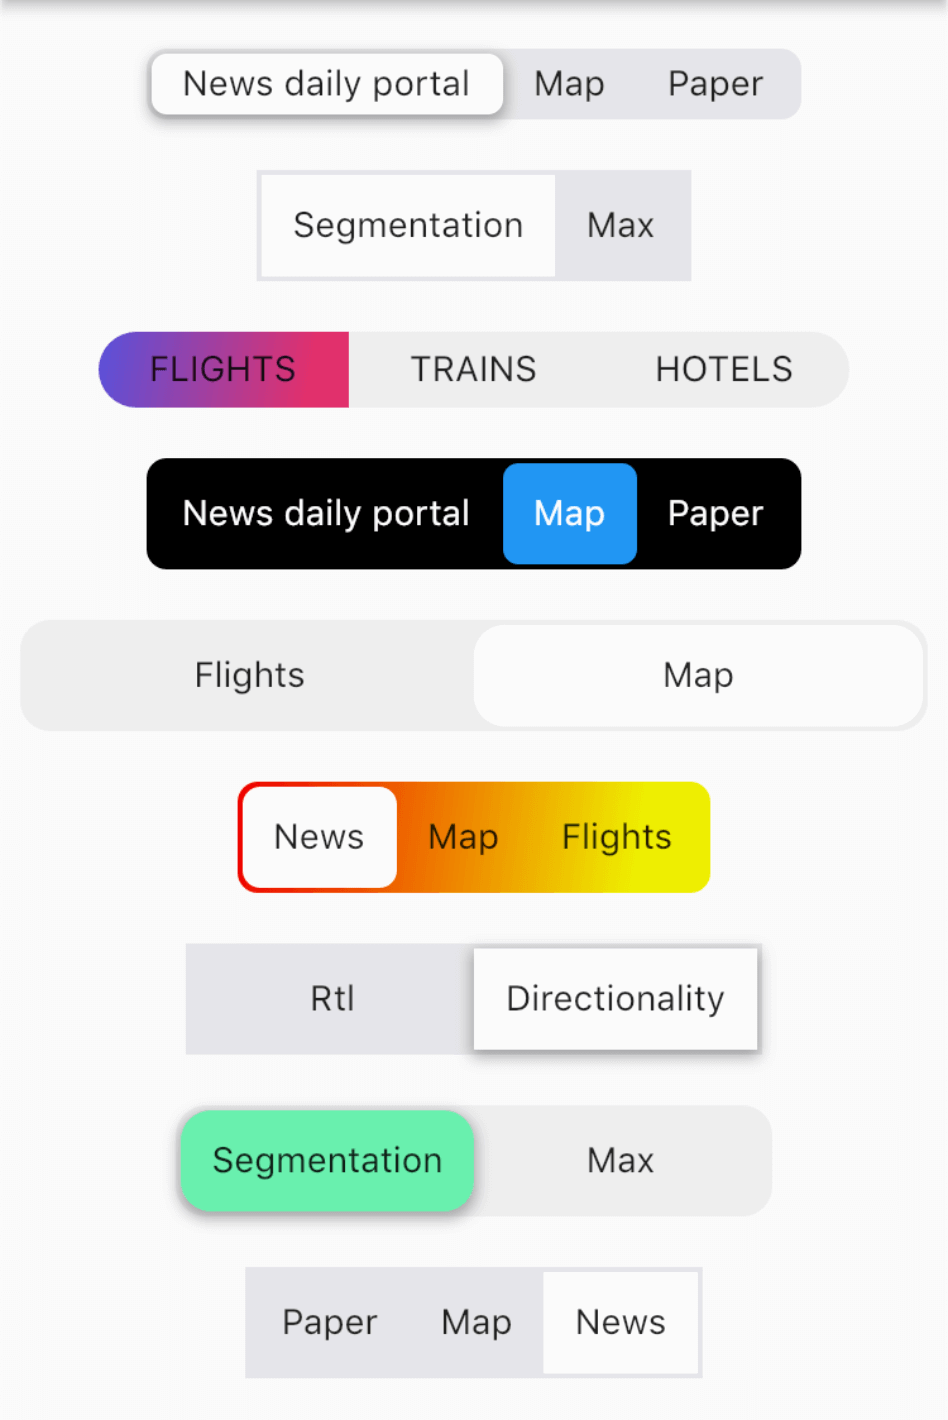 News daily portal Map Paper
Segmentation Max
FLIGHTS TRAINS HOTELS
News daily portal Map Paper
Flights Map
News Map Flights
Rtl Directionality
Segmentation Max
Paper Map News